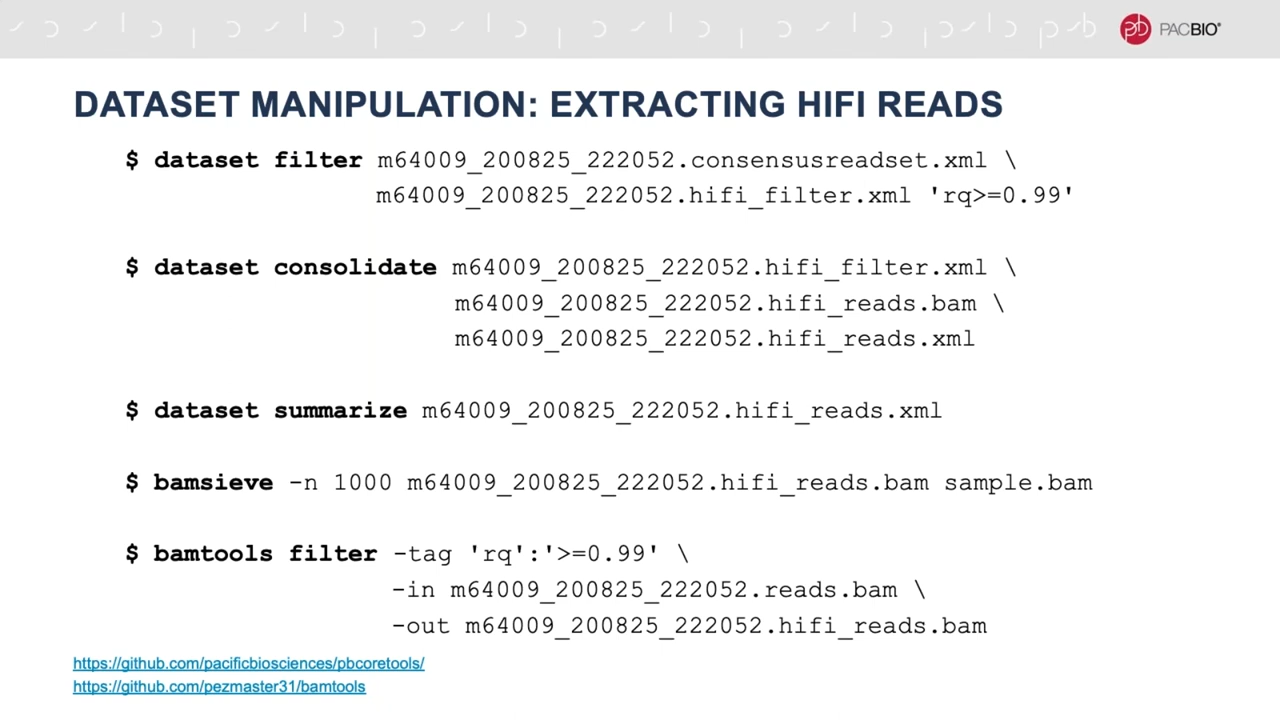 PACBIO®
DATASET MANIPULATION: EXTRACTING HIFI READS
$ dataset filter m64009_200825_222052.consensusreadset.xml \
m64009_200825_222052.hifi_filter.xml 'rq>=0.99'
$ dataset consolidate m64009_200825_222052.hifi_filter.xml \
m64009_200825_222052.hifi_reads.bam \
m64009_200825_222052.hifi_reads.xml
$ dataset summarize m64009_200825_222052.hifi_reads.xml
$ bamsieve -n 1000 m64009_200825_222052.hifi_reads.bam sample.bam
$ bamtools filter -tag 'rq':'>=0.99' \
-in m64009_200825_222052.reads.bam \
-out m64009_200825_222052.hifi_reads.bam
https://github.com/pacificbiosciences/pbcoretools/
https://github.com/pezmaster31/bamtools